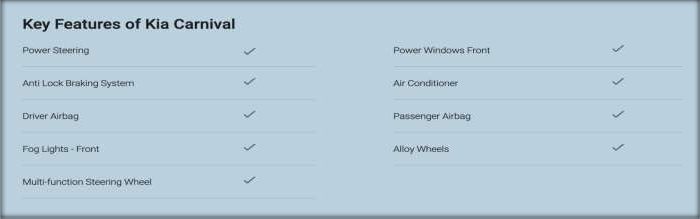 Key Features of Kia Carnival
Power Steering ✓
Power Windows Front ✓
Anti Lock Braking System ✓
Air Conditioner ✓
Driver Airbag ✓
Passenger Airbag ✓
Fog Lights - Front ✓
Alloy Wheels ✓
Multi-function Steering Wheel ✓